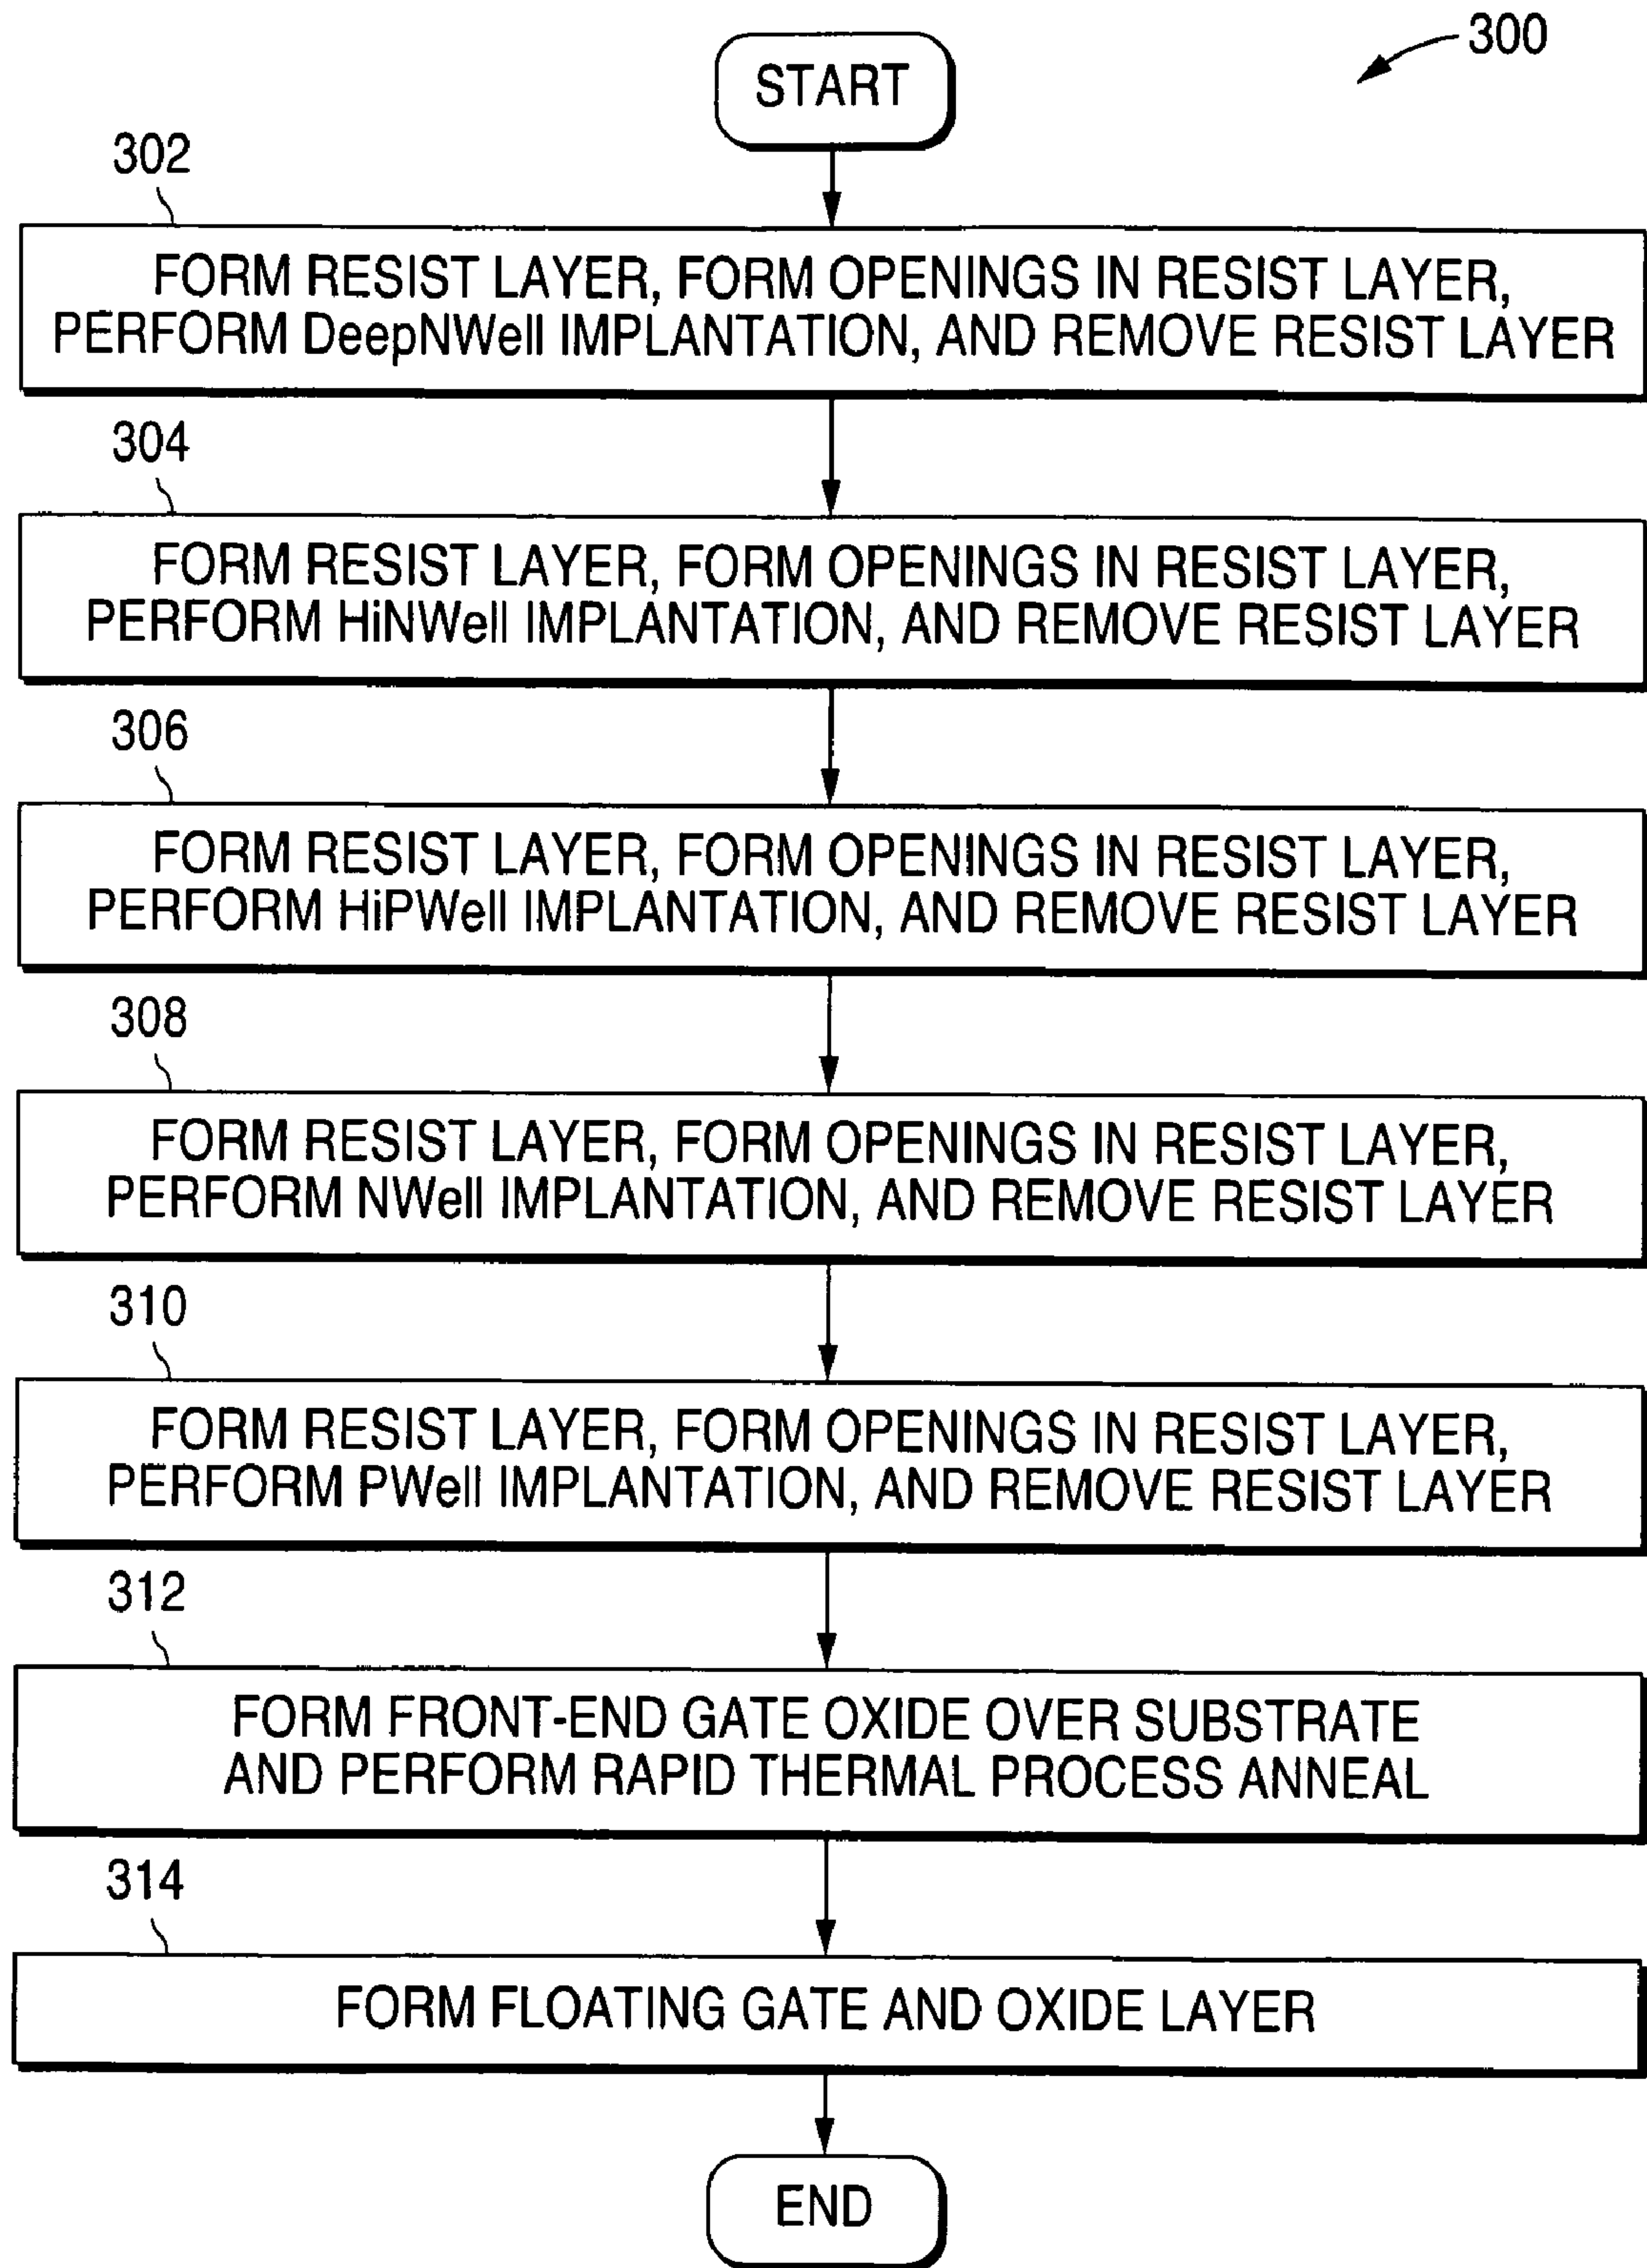 300
START
302
FORM RESIST LAYER, FORM OPENINGS IN RESIST LAYER,
PERFORM DeepNWell IMPLANTATION, AND REMOVE RESIST LAYER
304
FORM RESIST LAYER, FORM OPENINGS IN RESIST LAYER,
PERFORM HiNWell IMPLANTATION, AND REMOVE RESIST LAYER
306
FORM RESIST LAYER, FORM OPENINGS IN RESIST LAYER,
PERFORM HiPWell IMPLANTATION, AND REMOVE RESIST LAYER
308
FORM RESIST LAYER, FORM OPENINGS IN RESIST LAYER,
PERFORM NWell IMPLANTATION, AND REMOVE RESIST LAYER
310
FORM RESIST LAYER, FORM OPENINGS IN RESIST LAYER,
PERFORM PWell IMPLANTATION, AND REMOVE RESIST LAYER
312
FORM FRONT-END GATE OXIDE OVER SUBSTRATE
AND PERFORM RAPID THERMAL PROCESS ANNEAL
314
FORM FLOATING GATE AND OXIDE LAYER
END